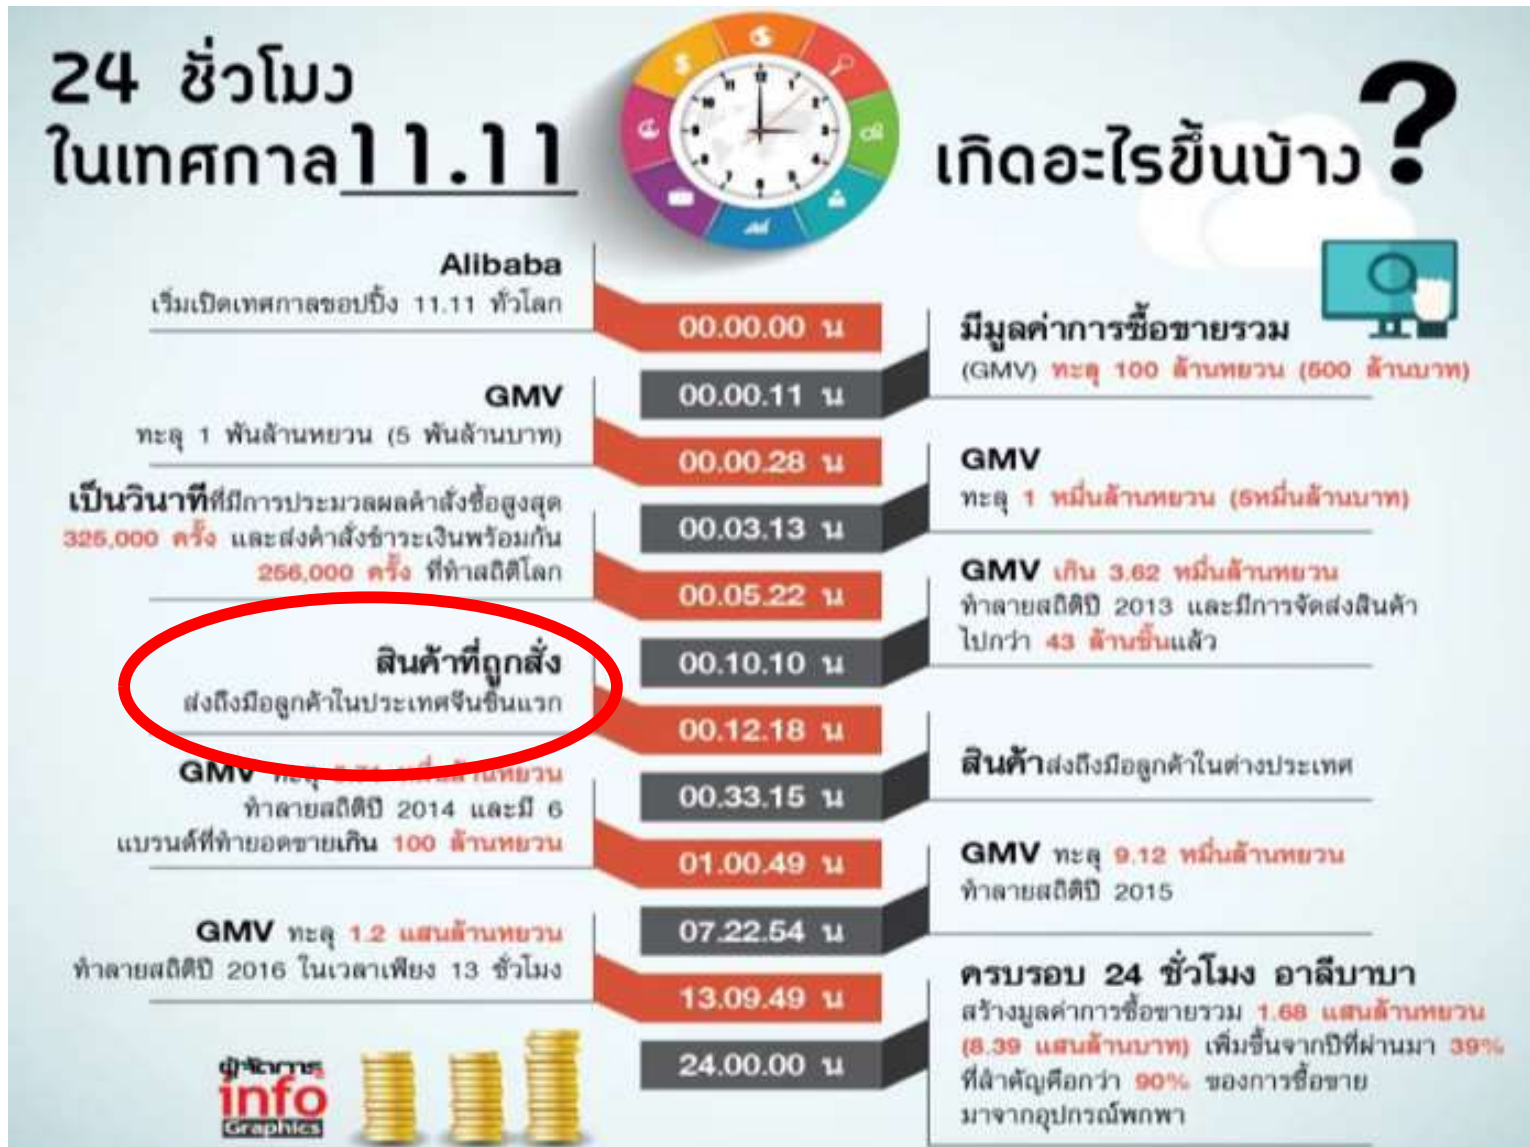 24 ชั่วโมง
ในเทศกาล 11.11
เกิดอะไรขึ้นบ้าง ?
Alibaba
เริ่มเปิดเทศกาลชอปปิ้ง 11.11 ทั่วโลก
00.00.00 น
มีมูลค่าการซื้อขายรวม
(GMV) ทะลุ 100 ล้านหยวน (500 ล้านบาท)
00.00.11 น
GMV
ทะลุ 1 พันล้านหยวน (5 พันล้านบาท)
00.00.28 น
GMV
ทะลุ 1 หมื่นล้านหยวน (5หมื่นล้านบาท)
00.03.13 น
เป็นวินาทีที่มีการประมวลผลคำสั่งซื้อสูงสุด
325,000 ครั้ง และส่งคำสั่งชำระเงินพร้อมกัน
256,000 ครั้ง ที่ทำสถิติโลก
00.05.22 น
GMV เกิน 3.62 หมื่นล้านหยวน
ทำลายสถิติปี 2013 และมีการจัดส่งสินค้า
ไปกว่า 43 ล้านชิ้นแล้ว
00.10.10 น
สินค้าที่ถูกสั่ง
ส่งถึงมือลูกค้าในประเทศจีนชิ้นแรก
00.12.18 น
สินค้าส่งถึงมือลูกค้าในต่างประเทศ
00.33.15 น
GMV ทะลุ หมื่นล้านหยวน
ทำลายสถิติปี 2014 และมี 6
แบรนด์ที่ทำยอดขายเกิน 100 ล้านหยวน
01.00.49 น
GMV ทะลุ 9.12 หมื่นล้านหยวน
ทำลายสถิติปี 2015
07.22.54 น
GMV ทะลุ 1.2 แสนล้านหยวน
ทำลายสถิติปี 2016 ในเวลาเพียง 13 ชั่วโมง
13.09.49 น
ครบรอบ 24 ชั่วโมง อาลีบาบา
สร้างมูลค่าการซื้อขายรวม 1.68 แสนล้านหยวน
(8.39 แสนล้านบาท) เพิ่มขึ้นจากปีที่ผ่านมา 39%
ที่สำคัญคือกว่า 90% ของการซื้อขาย
มาจากอุปกรณ์พกพา
24.00.00 น
ผู้จัดการ
info
Graphics